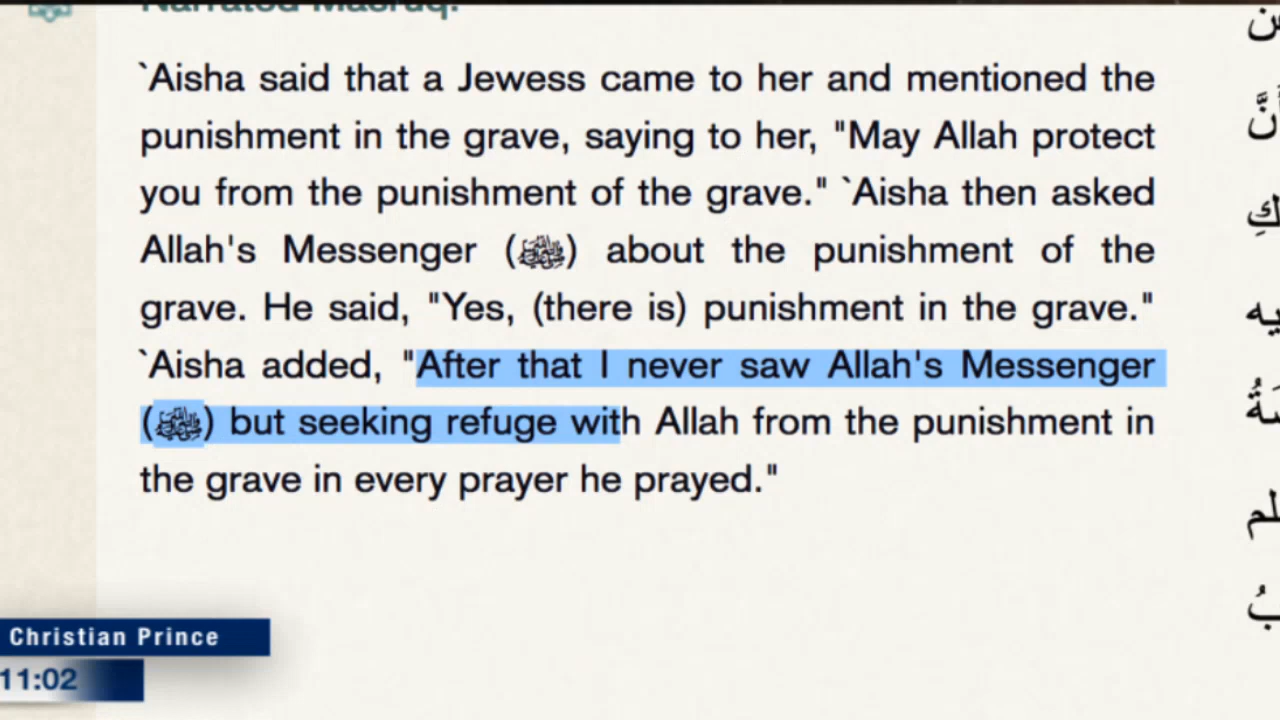 Narrated Masruq:
`Aisha said that a Jewess came to her and mentioned the
punishment in the grave, saying to her, "May Allah protect
you from the punishment of the grave." `Aisha then asked
Allah's Messenger (ﷺ) about the punishment of the
grave. He said, "Yes, (there is) punishment in the grave."
`Aisha added, "After that I never saw Allah's Messenger
(ﷺ) but seeking refuge with Allah from the punishment in
the grave in every prayer he prayed."
Christian Prince
11:02